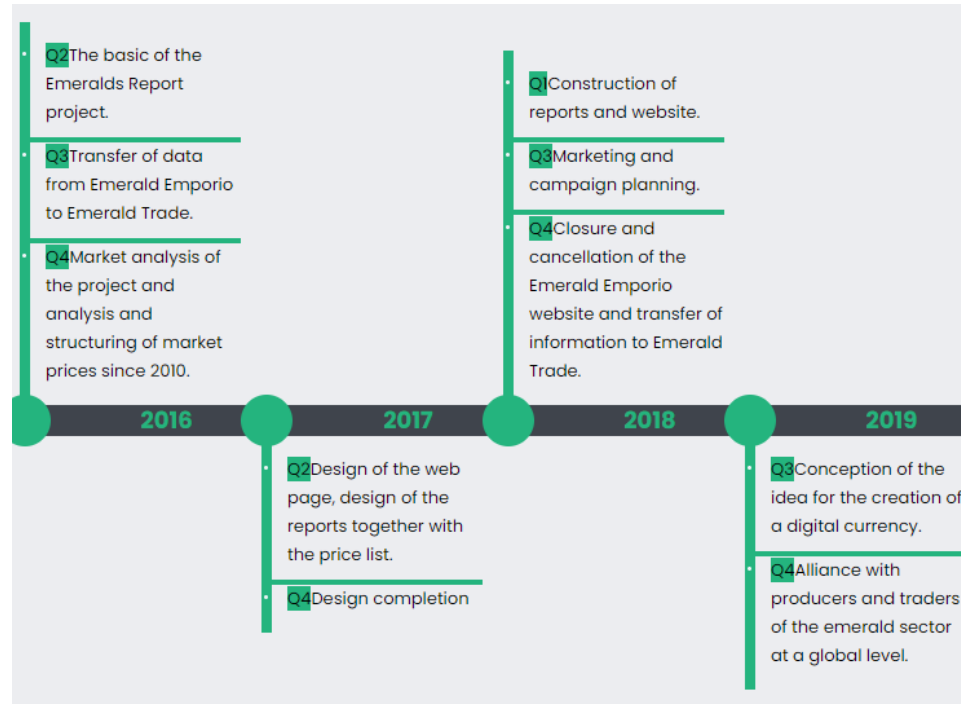 Q2The basic of the
Emeralds Report
project.
Q3Transfer of data
from Emerald Emporio
to Emerald Trade.
Q4Market analysis of
the project and
analysis and
structuring of market
prices since 2010.
2016
Q2Design of the web
page, design of the
reports together with
the price list.
Q4Design completion
2017
Q1Construction of
reports and website.
Q3Marketing and
campaign planning.
Q4Closure and
cancellation of the
Emerald Emporio
website and transfer of
information to Emerald
Trade.
2018
Q3Conception of the
idea for the creation of
a digital currency.
Q4Alliance with
producers and traders
of the emerald sector
at a global level.
2019